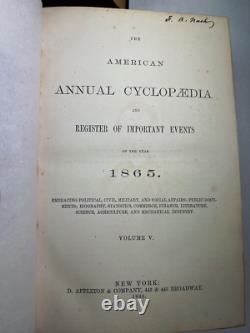 F. A. Nash
THE
AMERICAN
ANNUAL CYCLOPÆDIA
AND
REGISTER OF IMPORTANT EVENTS
OF THE YEAR
1865.
EMBRACING POLITICAL, CIVIL, MILITARY, AND SOCIAL AFFAIRS: PUBLIC DOCU-
MENTS; BIOGRAPHY, STATISTICS, COMMERCE, FINANCE, LITERATURE,
SCIENCE, AGRICULTURE, AND MECHANICAL INDUSTRY.
VOLUME V.
NEW YORK:
D. APPLETON & COMPANY, 443 & 445 BROADWAY.